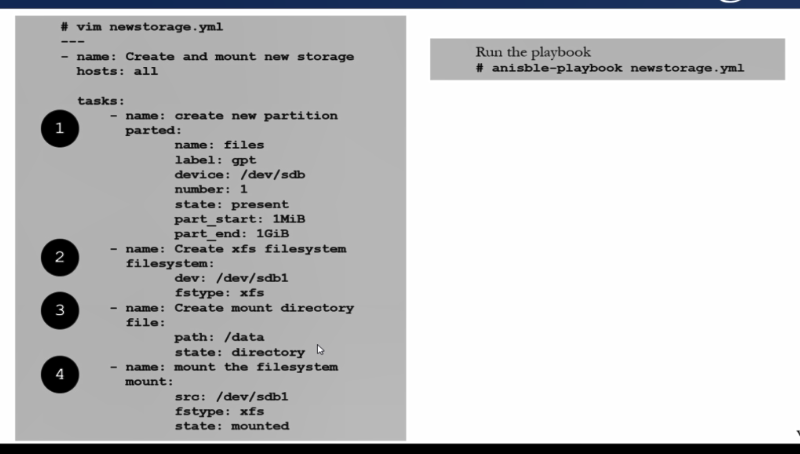 # vim newstorage.yml
---
- name: Create and mount new storage
hosts: all
tasks:
1
- name: create new partition
parted:
name: files
label: gpt
device: /dev/sdb
number: 1
state: present
part_start: 1MiB
part_end: 1GiB
2
- name: Create xfs filesystem
filesystem:
dev: /dev/sdb1
fstype: xfs
3
- name: Create mount directory
file:
path: /data
state: directory
4
- name: mount the filesystem
mount:
src: /dev/sdb1
fstype: xfs
state: mounted
Run the playbook
# anisble-playbook newstorage.yml